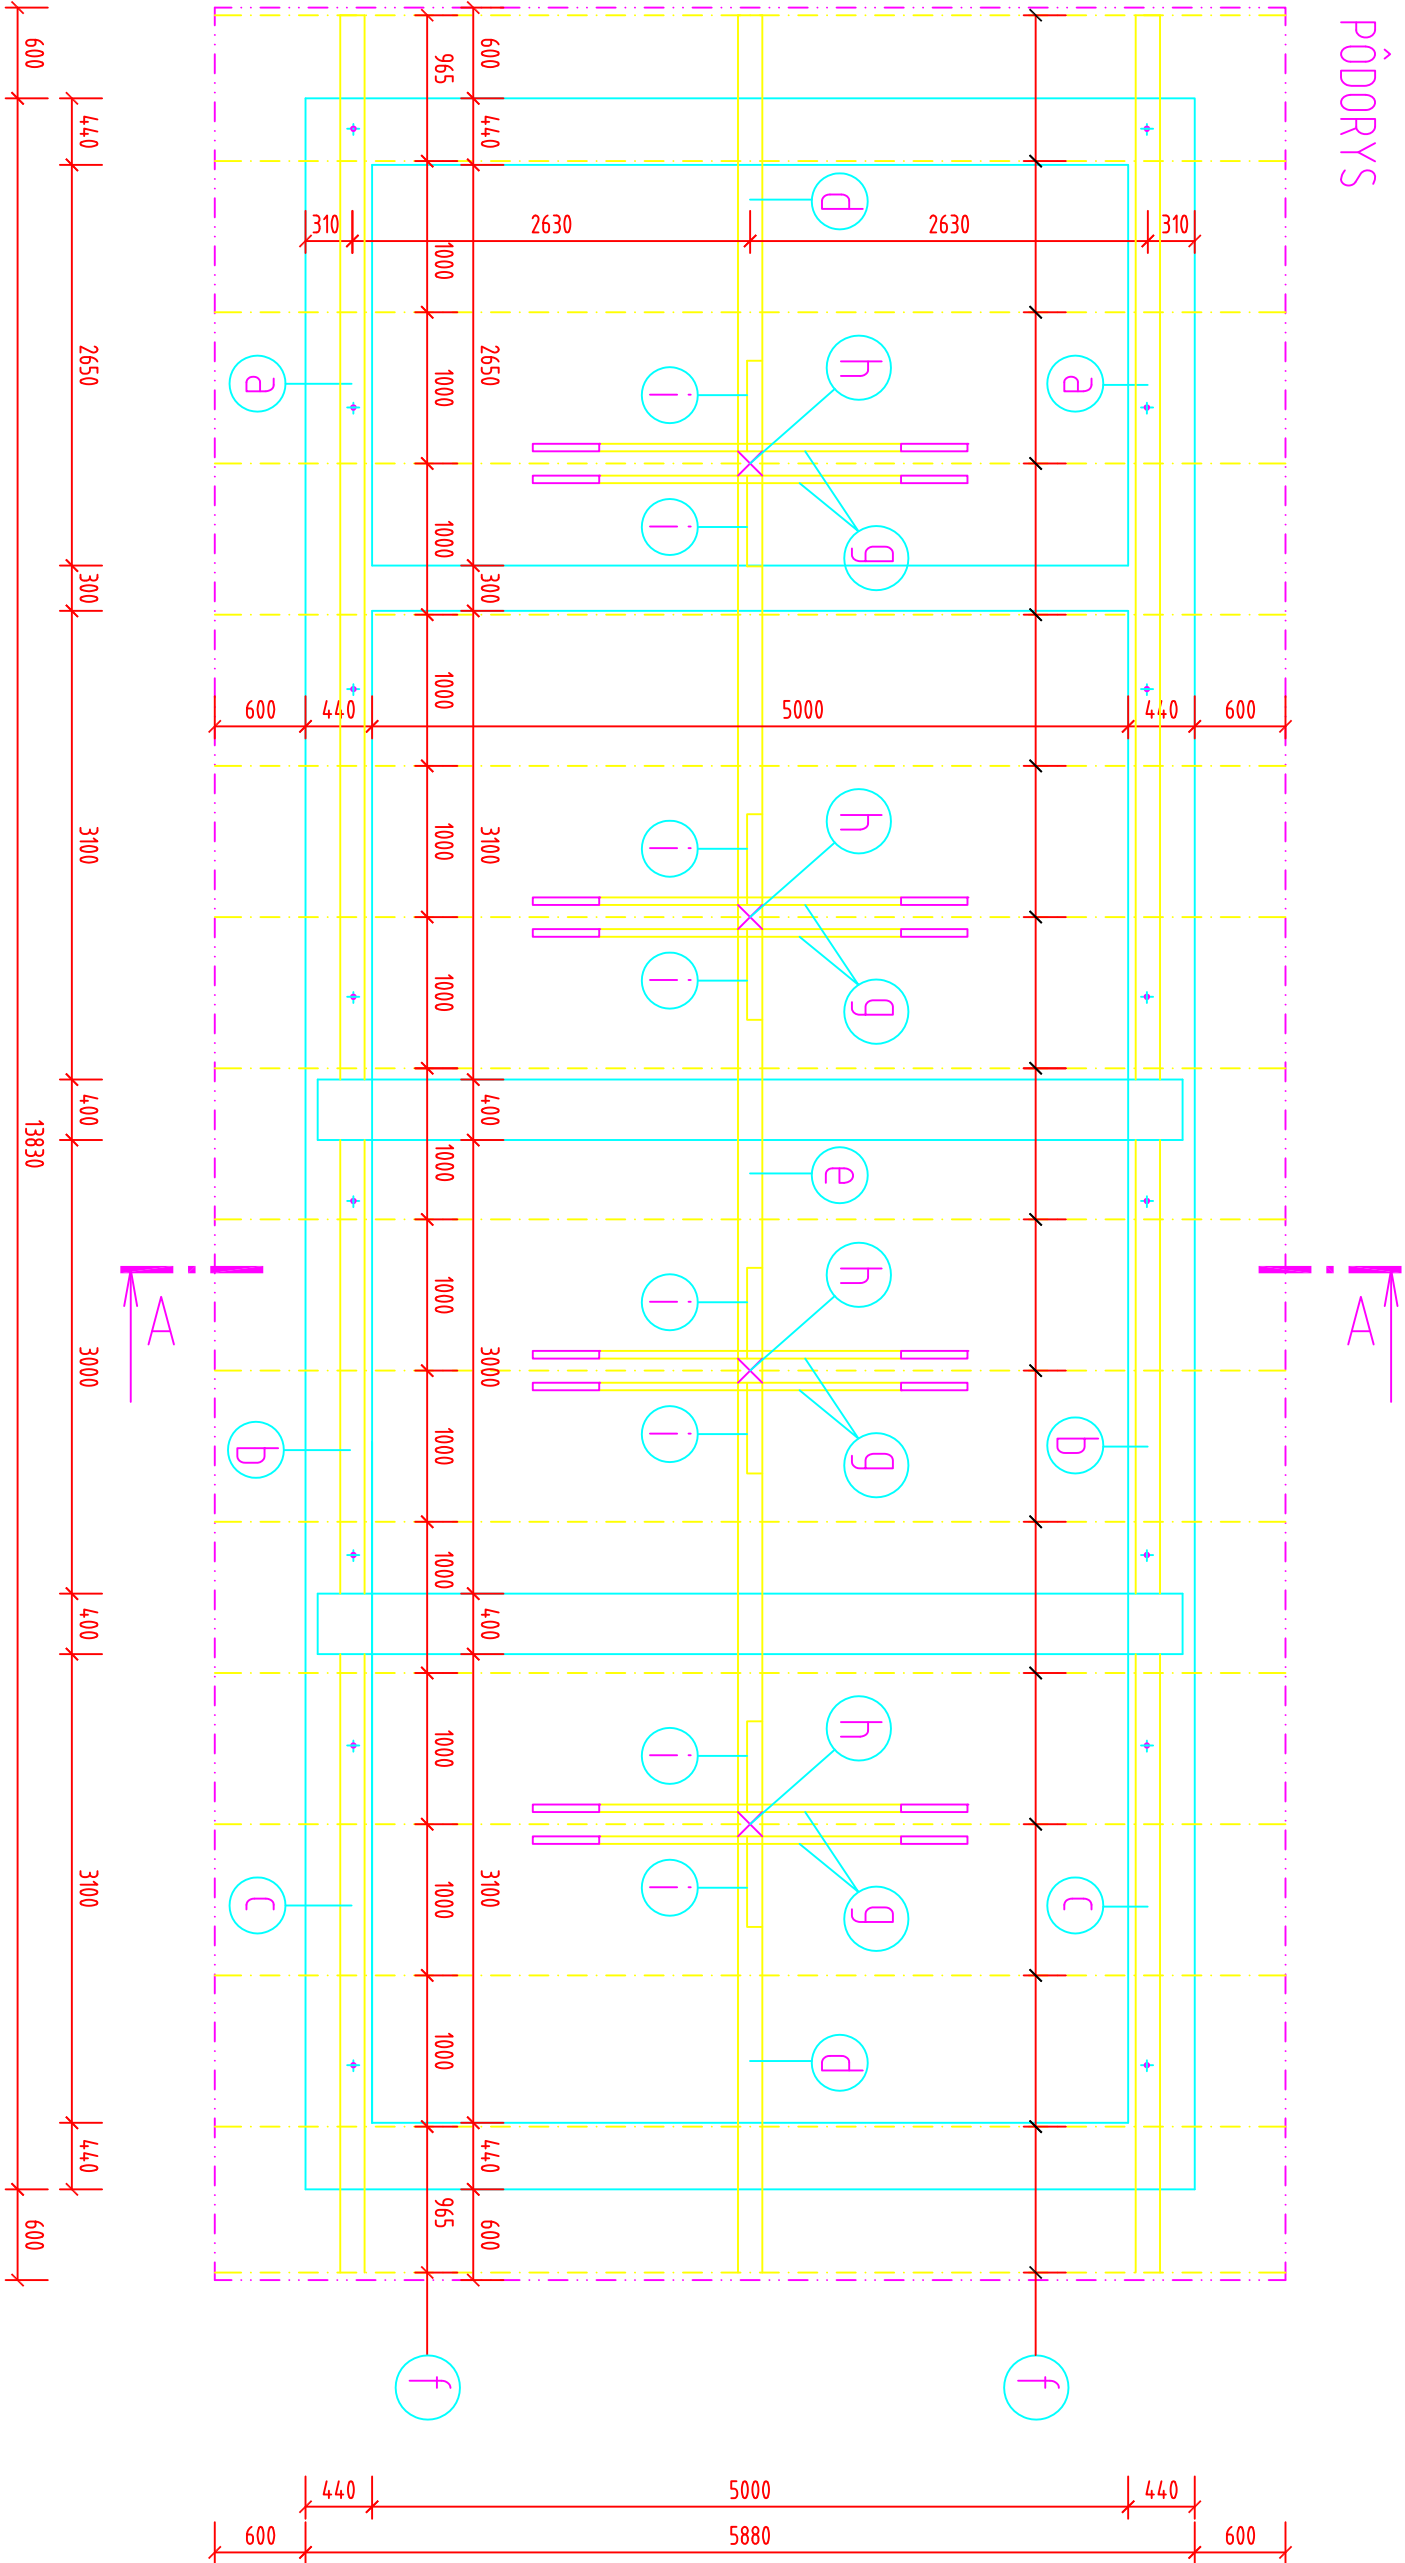 PÔDORYS
A
a b c
f
g g g g
h h h h
d e d
i i i i i i i i
600 440 2650 300 3100 400 3000 400 3100 440 600
965 1000 1000 1000 1000 1000 1000 1000 1000 1000 1000 1000 1000 1000 965
f
a b c
A
440 2650 300 3100 400 3000 400 3100 440
600 13830 600
310 2630 2630 310
600 440 5000 440 600
440 5000 440
600 5880 600